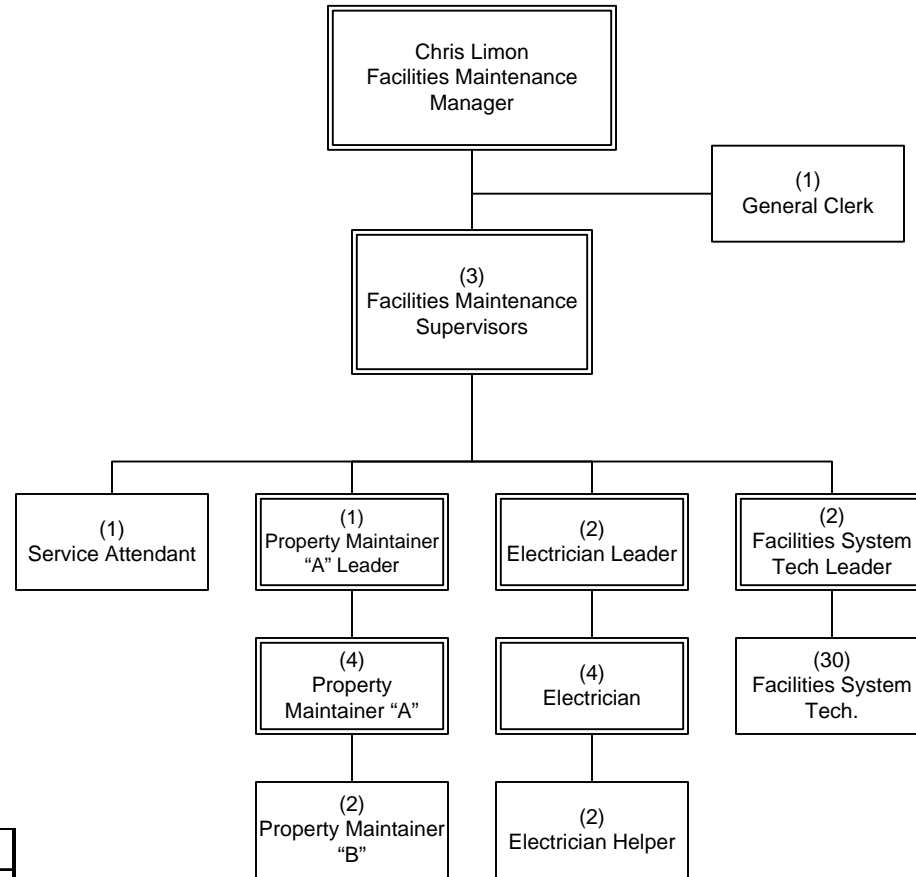 Chris Limon
Facilities Maintenance
Manager
(1)
General Clerk
(3)
Facilities Maintenance
Supervisors
(1)
Service Attendant
(1)
Property Maintainer
“A” Leader
(2)
Electrician Leader
(2)
Facilities System
Tech Leader
(4)
Property
Maintainer “A”
(4)
Electrician
(30)
Facilities System
Tech.
(2)
Property Maintainer
“B”
(2)
Electrician Helper